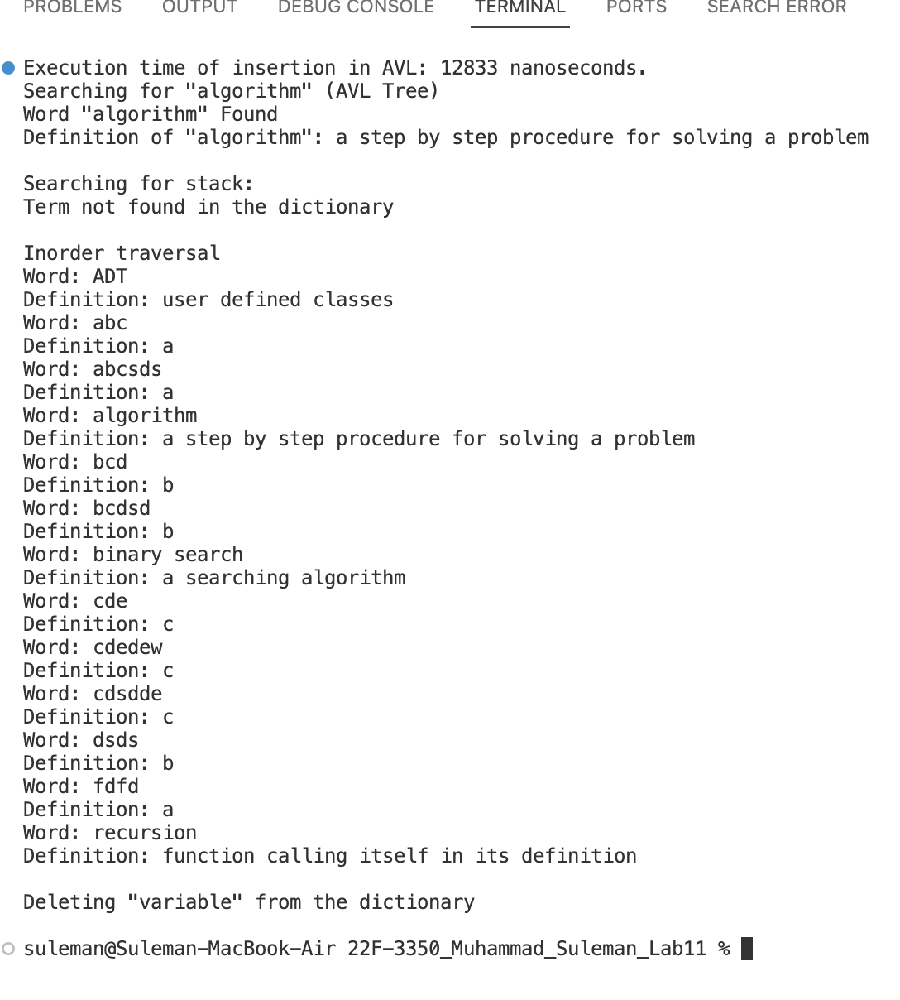 PROBLEMS OUTPUT DEBUG CONSOLE TERMINAL PORTS SEARCH ERROR
Execution time of insertion in AVL: 12833 nanoseconds.
Searching for "algorithm" (AVL Tree)
Word "algorithm" Found
Definition of "algorithm": a step by step procedure for solving a problem
Searching for stack:
Term not found in the dictionary
Inorder traversal
Word: ADT
Definition: user defined classes
Word: abc
Definition: a
Word: abcsds
Definition: a
Word: algorithm
Definition: a step by step procedure for solving a problem
Word: bcd
Definition: b
Word: bcdsd
Definition: b
Word: binary search
Definition: a searching algorithm
Word: cde
Definition: c
Word: cdedew
Definition: c
Word: cdsdde
Definition: c
Word: dsds
Definition: b
Word: fdfd
Definition: a
Word: recursion
Definition: function calling itself in its definition
Deleting "variable" from the dictionary
suleman@Suleman-MacBook-Air 22F-3350_Muhammad_Suleman_Lab11 %